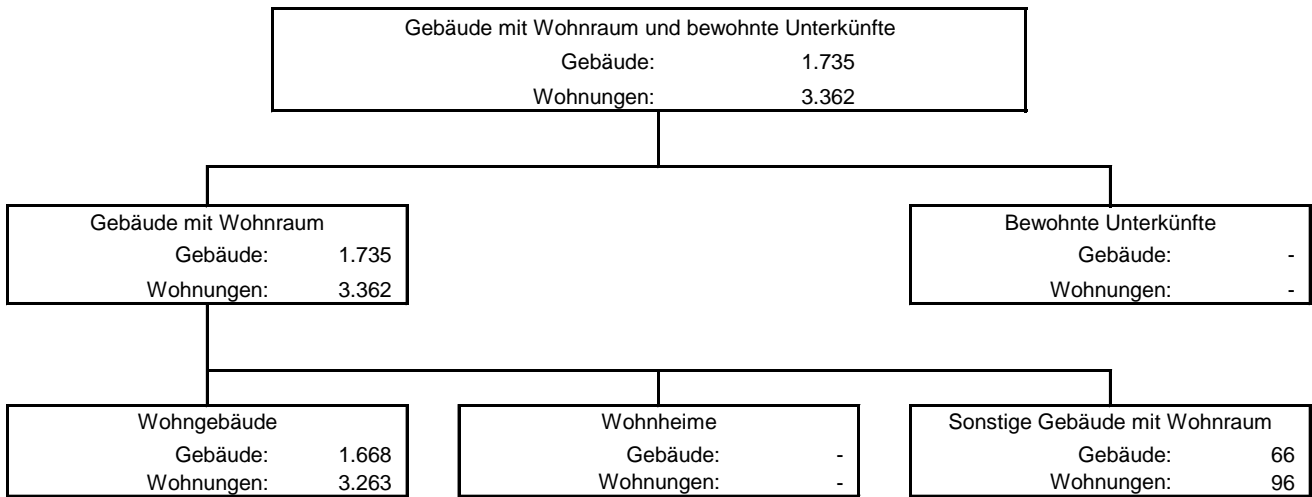 Gebäude mit Wohnraum und bewohnte Unterkünfte
Gebäude: 1.735
Wohnungen: 3.362
Gebäude mit Wohnraum
Gebäude: 1.735
Wohnungen: 3.362
Bewohnte Unterkünfte
Gebäude: -
Wohnungen: -
Wohngebäude
Gebäude: 1.668
Wohnungen: 3.263
Wohnheime
Gebäude: -
Wohnungen: -
Sonstige Gebäude mit Wohnraum
Gebäude: 66
Wohnungen: 96